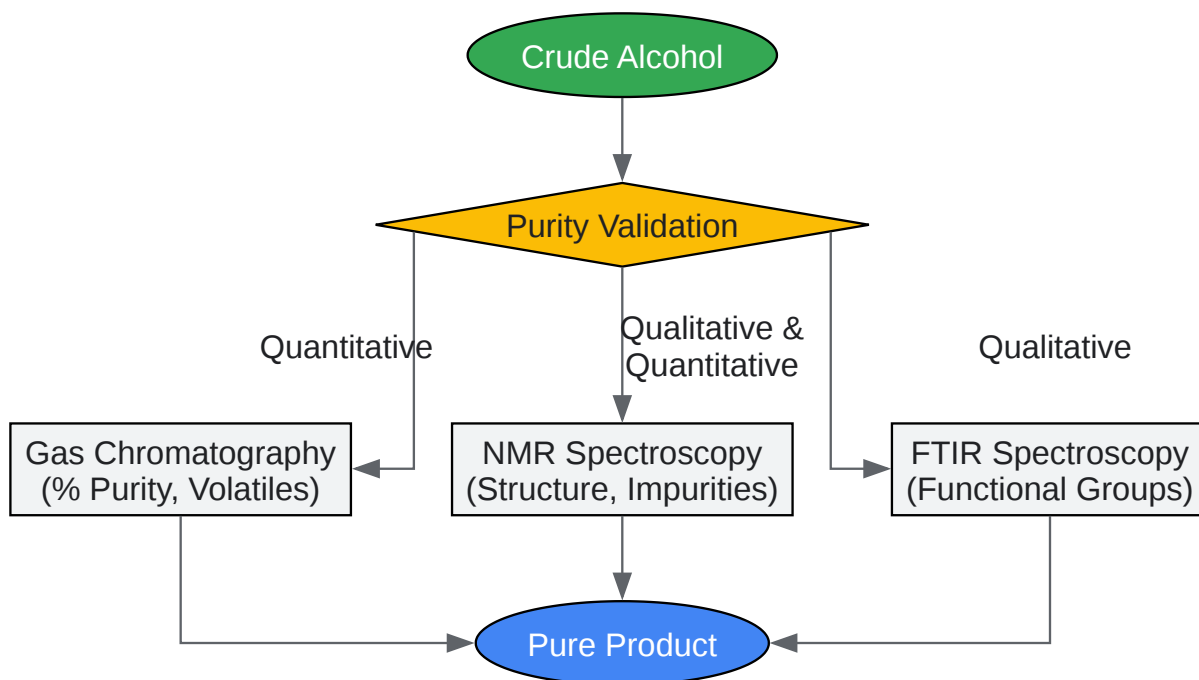 Crude Alcohol
Purity Validation
Quantitative
Qualitative &
Quantitative
Qualitative
Gas Chromatography
(% Purity, Volatiles)
NMR Spectroscopy
(Structure, Impurities)
FTIR Spectroscopy
(Functional Groups)
Pure Product